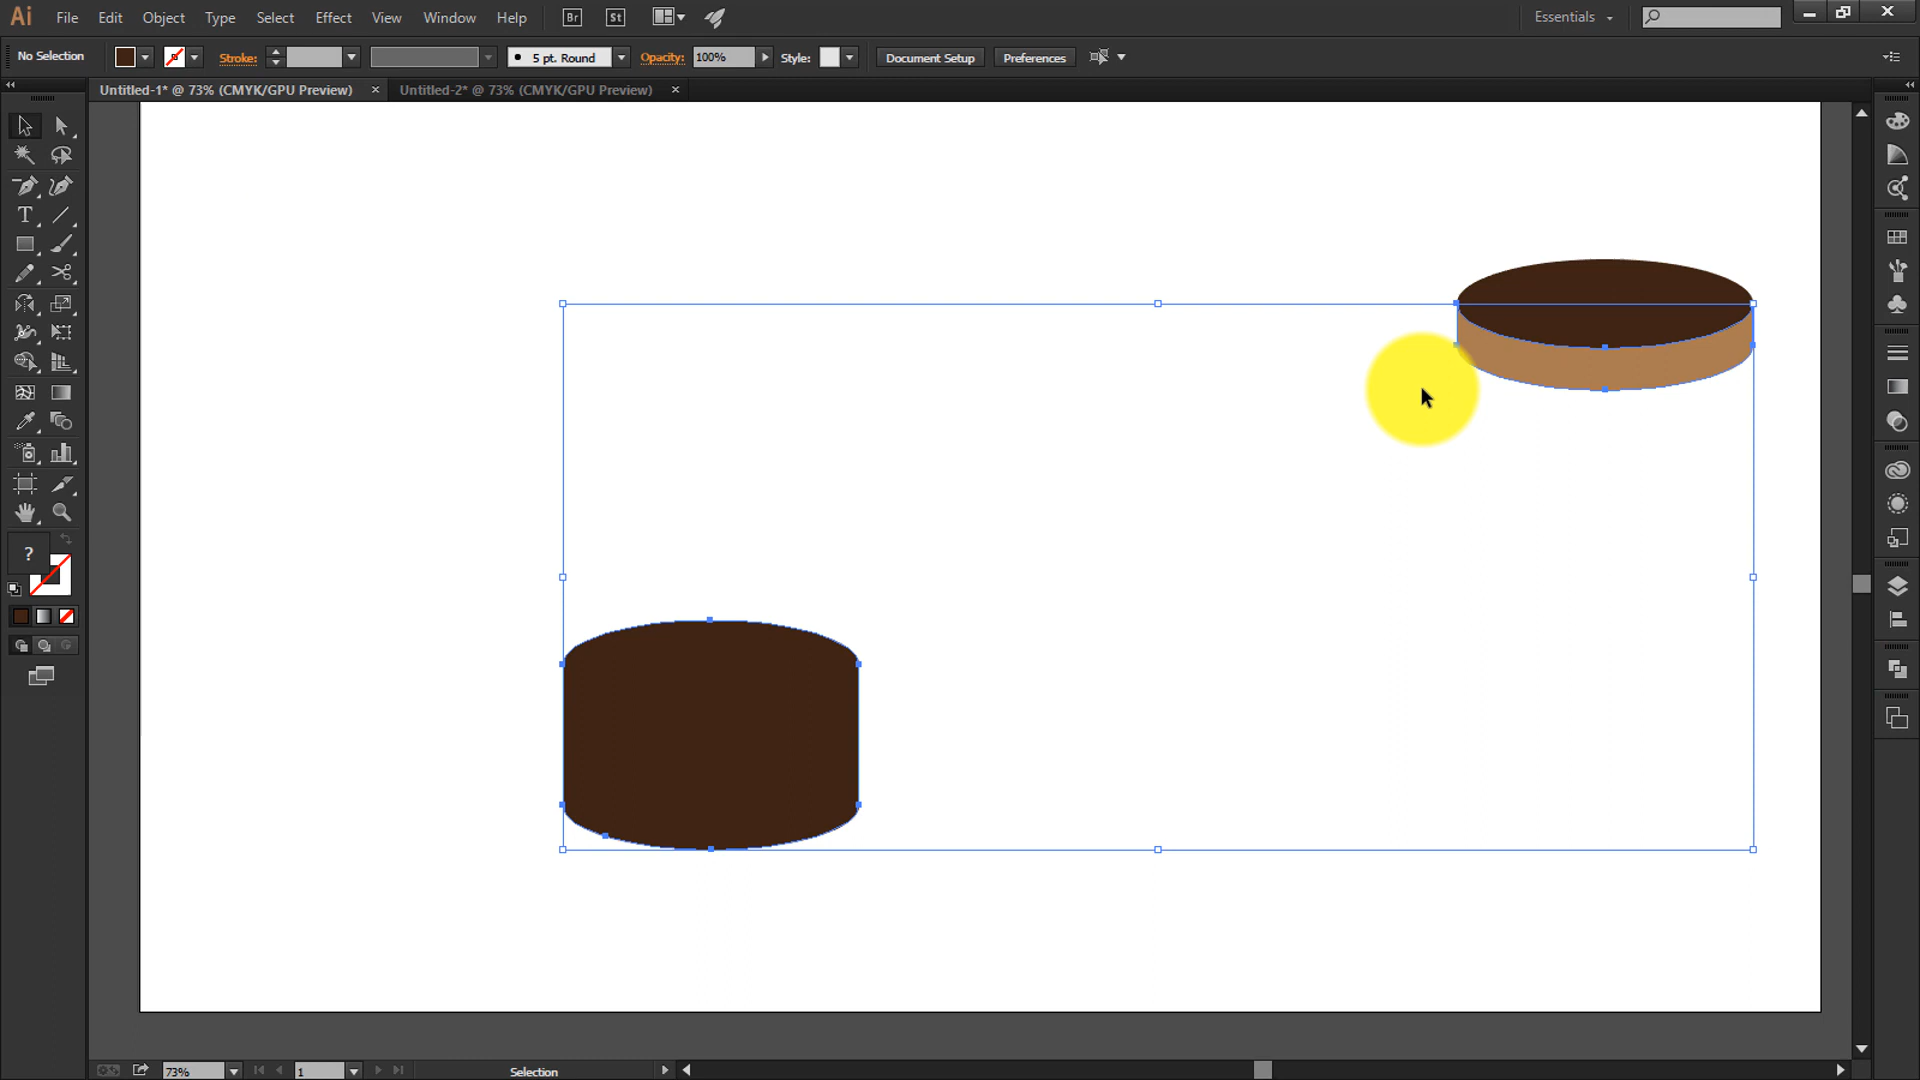 Ai File Edit Object Type Select Effect View Window Help Br St Essentials
No Selection Stroke: 5 pt. Round Opacity: 100% Style: Document Setup Preferences
Untitled-1* @ 73% (CMYK/GPU Preview) × Untitled-2* @ 73% (CMYK/GPU Preview) ×
T
?
73% 1 Selection